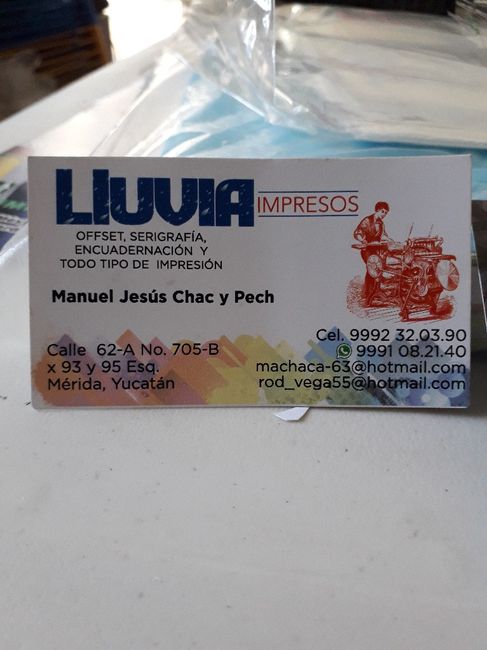 LLUVIA IMPRESOS
OFFSET, SERIGRAFÍA,
ENCUADERNACIÓN Y
TODO TIPO DE IMPRESIÓN
Manuel Jesús Chac y Pech
Calle 62-A No. 705-B
x 93 y 95 Esq.
Mérida, Yucatán
Cel. 9992 32.03.90
9991 08.21.40
machaca-63@hotmail.com
rod_vega55@hotmail.com